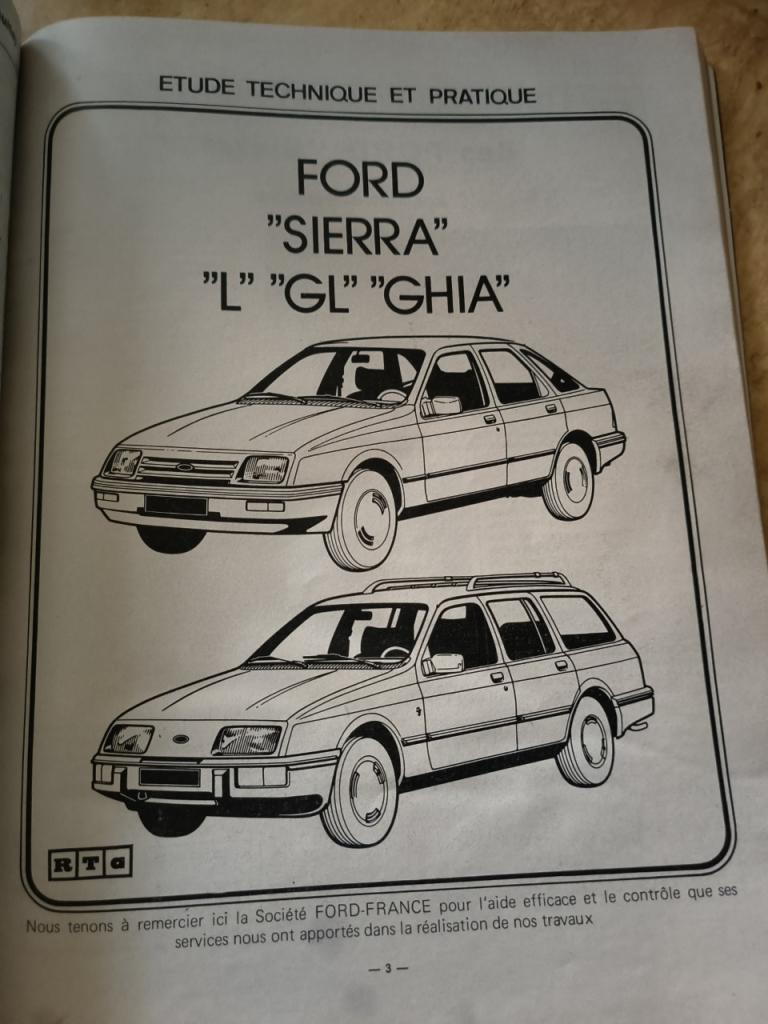 ETUDE TECHNIQUE ET PRATIQUE
FORD
"SIERRA"
"L" "GL" "GHIA"
RTa
Nous tenons à remercier ici la Société FORD-FRANCE pour l'aide efficace et le contrôle que ses
services nous ont apportés dans la réalisation de nos travaux
— 3 —